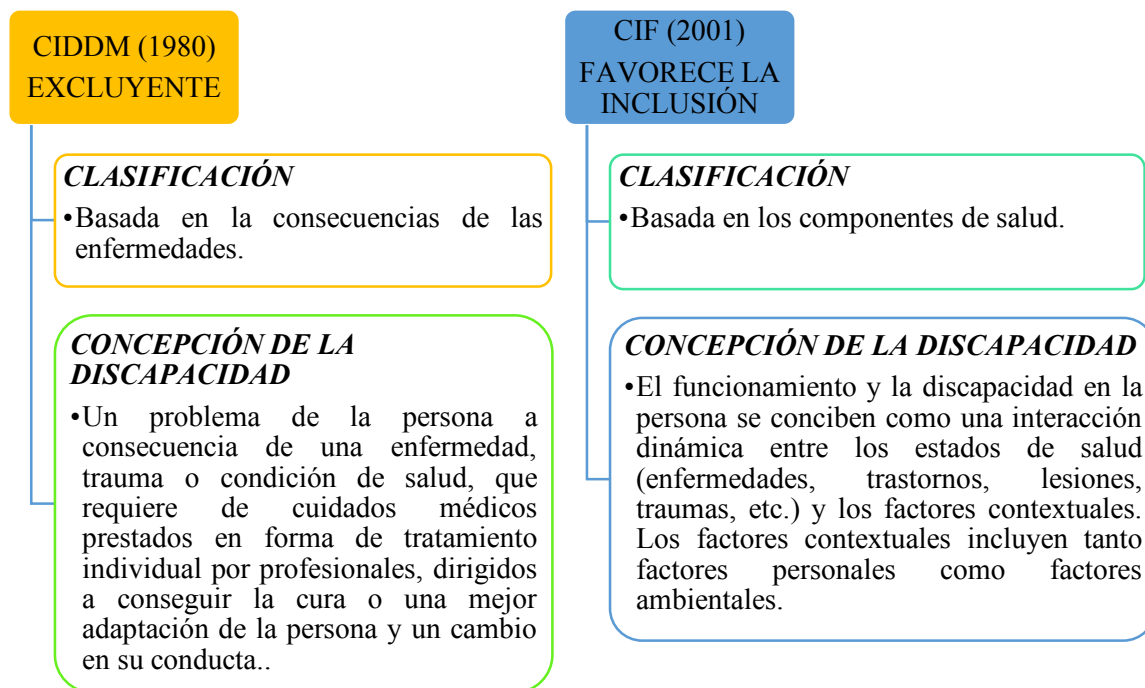 CIDDM (1980)
EXCLUYENTE
CLASIFICACIÓN
•Basada en la consecuencias de las
enfermedades.
CONCEPCIÓN DE LA
DISCAPACIDAD
•Un problema de la persona a
consecuencia de una enfermedad,
trauma o condición de salud, que
requiere de cuidados médicos
prestados en forma de tratamiento
individual por profesionales, dirigidos
a conseguir la cura o una mejor
adaptación de la persona y un cambio
en su conducta..
CIF (2001)
FAVORECE LA
INCLUSIÓN
CLASIFICACIÓN
•Basada en los componentes de salud.
CONCEPCIÓN DE LA DISCAPACIDAD
•El funcionamiento y la discapacidad en la
persona se conciben como una interacción
dinámica entre los estados de salud
(enfermedades, trastornos, lesiones,
traumas, etc.) y los factores contextuales.
Los factores contextuales incluyen tanto
factores personales como factores
ambientales.